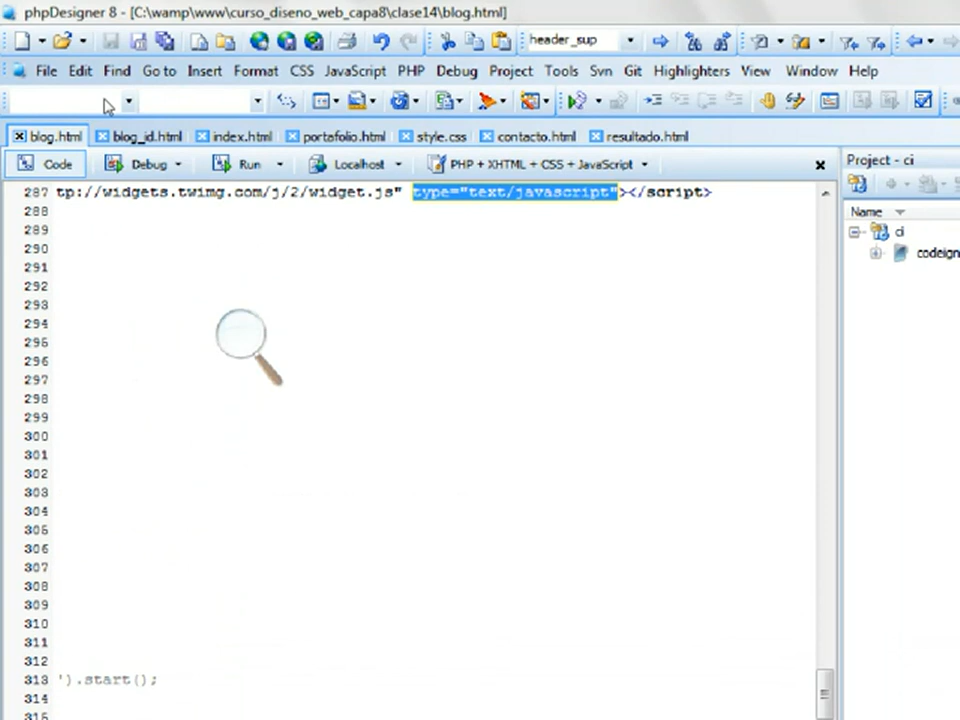 phpDesigner 8 - [C:\wamp\www\curso_diseno_web_capa8\clase14\blog.html]
header_sup
File Edit Find Go to Insert Format CSS JavaScript PHP Debug Project Tools Svn Git Highlighters View Window Help
blog.html blog_id.html index.html portafolio.html style.css contacto.html resultado.html
Code Debug Run Localhost PHP + XHTML + CSS + JavaScript
Project - ci
Name
ci
codeign
287 tp://widgets.twimg.com/j/2/widget.js" type="text/javascript"></script>
288
289
290
291
292
293
294
295
296
297
298
299
300
301
302
303
304
305
306
307
308
309
310
311
312
313 ').start();
314
315